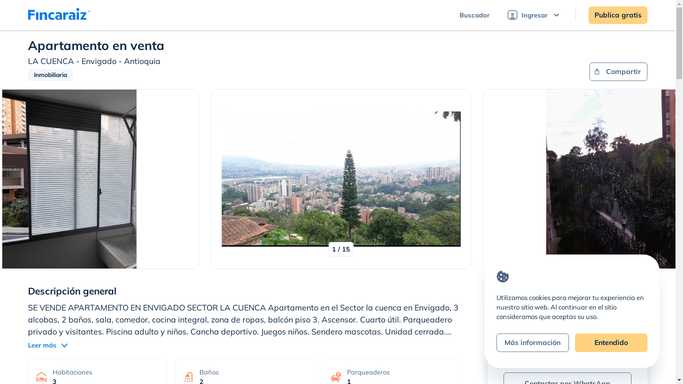 Fincaraiz
Buscador
Ingresar
Publica gratis
Apartamento en venta
LA CUENCA - Envigado - Antioquia
Inmobiliaria
Compartir
1 / 15
Descripción general
SE VENDE APARTAMENTO EN ENVIGADO SECTOR LA CUENCA Apartamento en el Sector la cuenca en Envigado, 3
alcobas, 2 baños, sala, comedor, cocina integral, zona de ropas, balcón piso 3. Ascensor. Cuarto útil. Parqueadero
privado y visitantes. Piscina adulto y niños. Cancha deportivo. Juegos niños. Sendero mascotas. Unidad cerrada....
Leer más
Habitaciones
3
Baños
2
Parqueaderos
1
Utilizamos cookies para mejorar tu experiencia en
nuestro sitio web. Al continuar en el sitio
consideramos que aceptas su uso.
Más información
Entendido
Contactar por WhatsApp